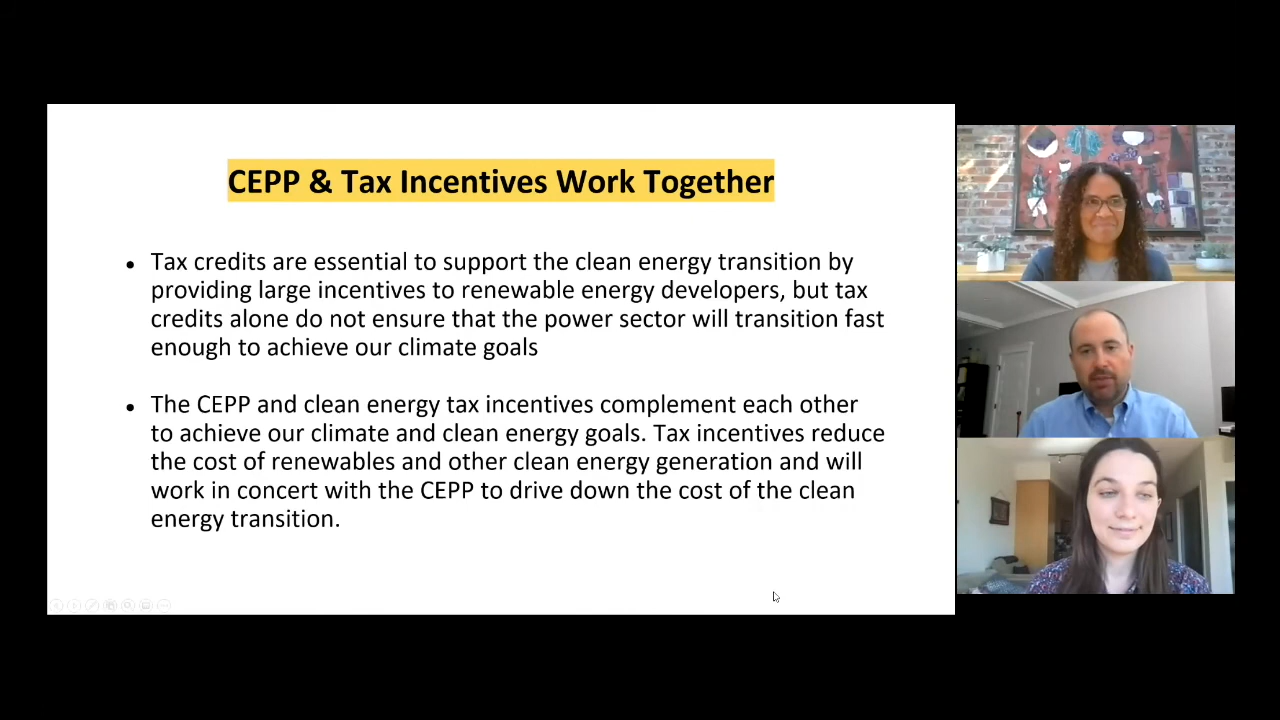 CEPP & Tax Incentives Work Together
• Tax credits are essential to support the clean energy transition by
providing large incentives to renewable energy developers, but tax
credits alone do not ensure that the power sector will transition fast
enough to achieve our climate goals
• The CEPP and clean energy tax incentives complement each other
to achieve our climate and clean energy goals. Tax incentives reduce
the cost of renewables and other clean energy generation and will
work in concert with the CEPP to drive down the cost of the clean
energy transition.